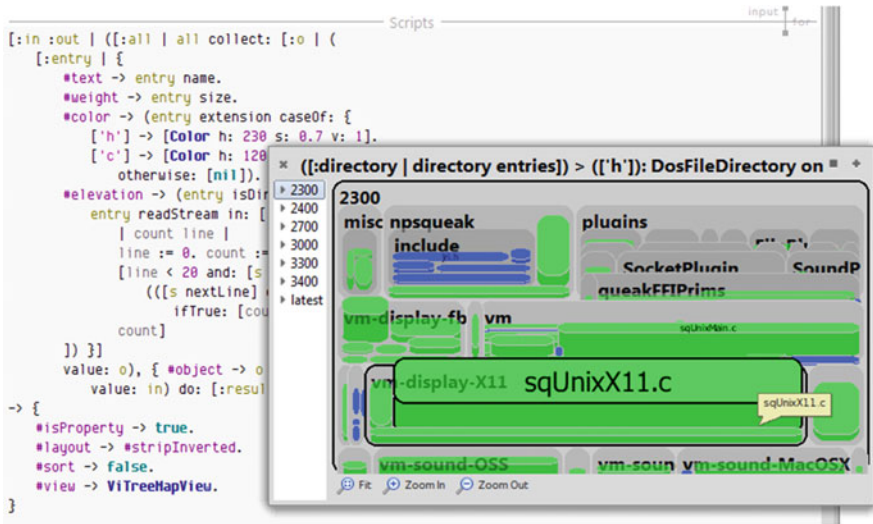 Scripts
input
for
[:in :out | ([:all | all collect: [:o | (
[:entry | {
#text -> entry name.
#weight -> entry size.
#color -> (entry extension caseOf: {
['h'] -> [Color h: 230 s: 0.7 v: 1].
['c'] -> [Color h: 120
otherwise: [nil]).
#elevation -> (entry isDir
entry readStream in: [
| count line |
line := 0. count :=
[line < 20 and: [s
(([s nextLine]
ifTrue: [cou
count]
]) }]
value: o), { #object -> o
value: in) do: [:resul
-> {
#isProperty -> true.
#layout -> #stripInverted.
#sort -> false.
#view -> ViTreeMapView.
}
([:directory | directory entries]) > (['h']): DosFileDirectory on
2300
2400
2700
3000
3300
3400
latest
2300
misc npsqueak
plugins
include
SocketPlugin
SoundP
queakFFIPrims
vm-display-fb
vm
sqUnixMain.c
vm-display-X11
sqUnixX11.c
sqUnixX11.c
vm-sound-OSS
vm-soun
vm-sound-MacOSX
Fit
Zoom In
Zoom Out